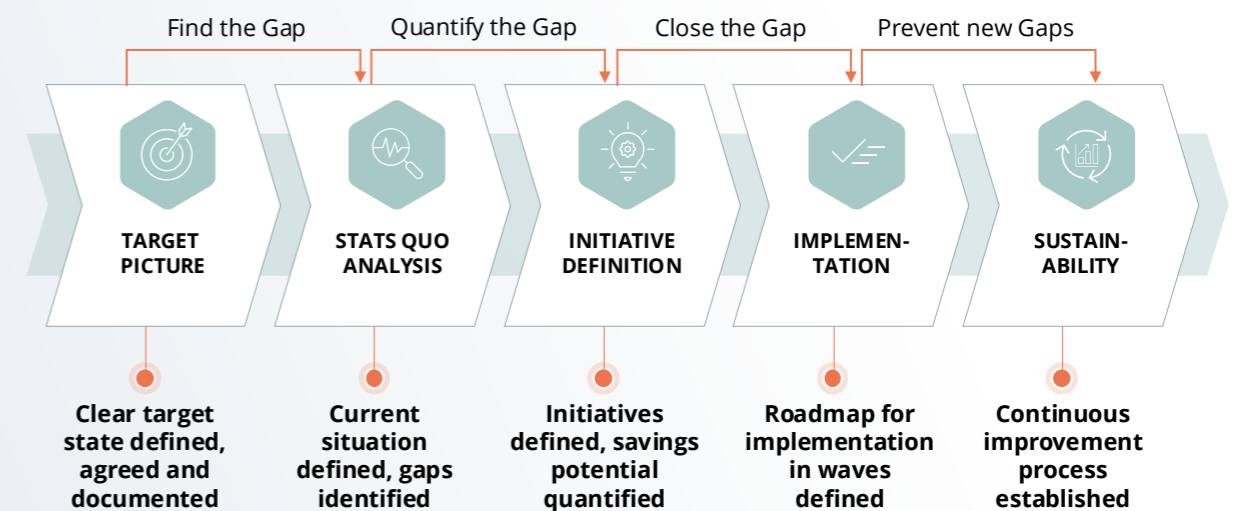 Find the Gap
Quantify the Gap
Close the Gap
Prevent new Gaps
TARGET
PICTURE
STATS QUO
ANALYSIS
INITIATIVE
DEFINITION
IMPLEMEN-
TATION
SUSTAIN-
ABILITY
Clear target
state defined,
agreed and
documented
Current
situation
defined, gaps
identified
Initiatives
defined, savings
potential
quantified
Roadmap for
implementation
in waves
defined
Continuous
improvement
process
established